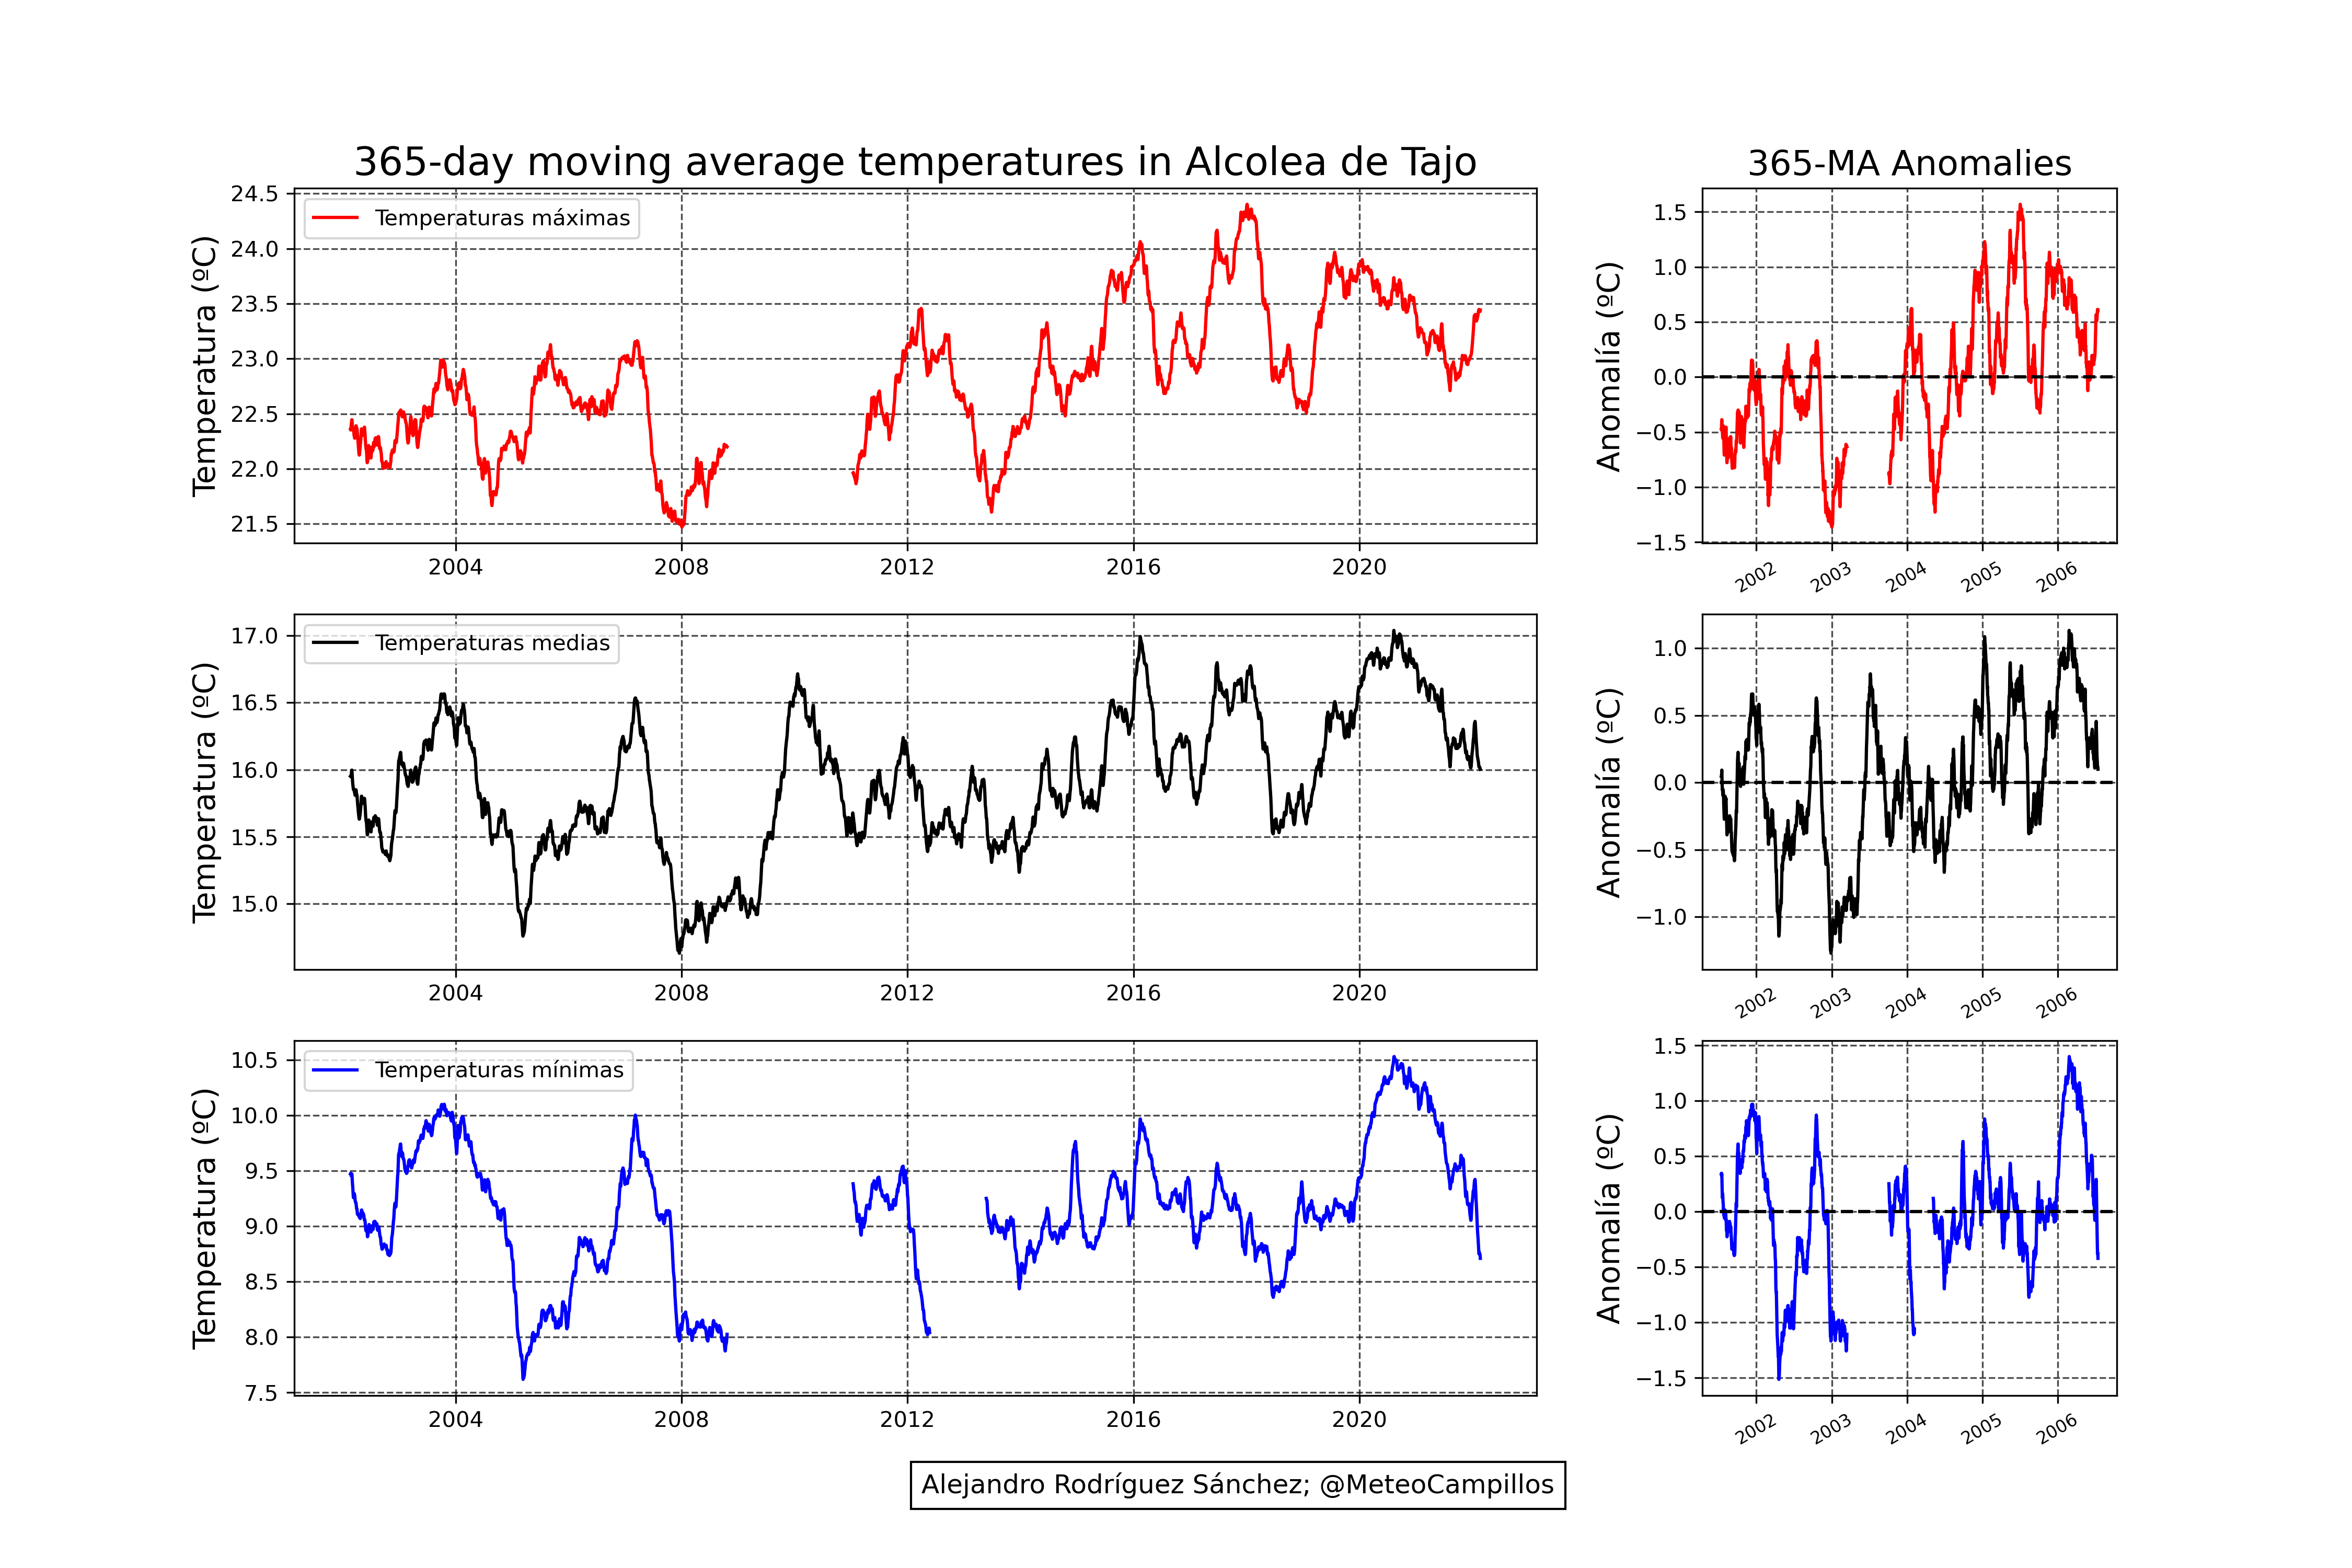 365-day moving average temperatures in Alcolea de Tajo
365-MA Anomalies
Temperatura (ºC)
24.5
24.0
23.5
23.0
22.5
22.0
21.5
Temperaturas máximas
2004 2008 2012 2016 2020
Anomalía (ºC)
1.5
1.0
0.5
0.0
−0.5
−1.0
−1.5
2002 2003 2004 2005 2006
Temperatura (ºC)
17.0
16.5
16.0
15.5
15.0
Temperaturas medias
2004 2008 2012 2016 2020
Anomalía (ºC)
1.0
0.5
0.0
−0.5
−1.0
2002 2003 2004 2005 2006
Temperatura (ºC)
10.5
10.0
9.5
9.0
8.5
8.0
7.5
Temperaturas mínimas
2004 2008 2012 2016 2020
Anomalía (ºC)
1.5
1.0
0.5
0.0
−0.5
−1.0
−1.5
2002 2003 2004 2005 2006
Alejandro Rodríguez Sánchez; @MeteoCampillos